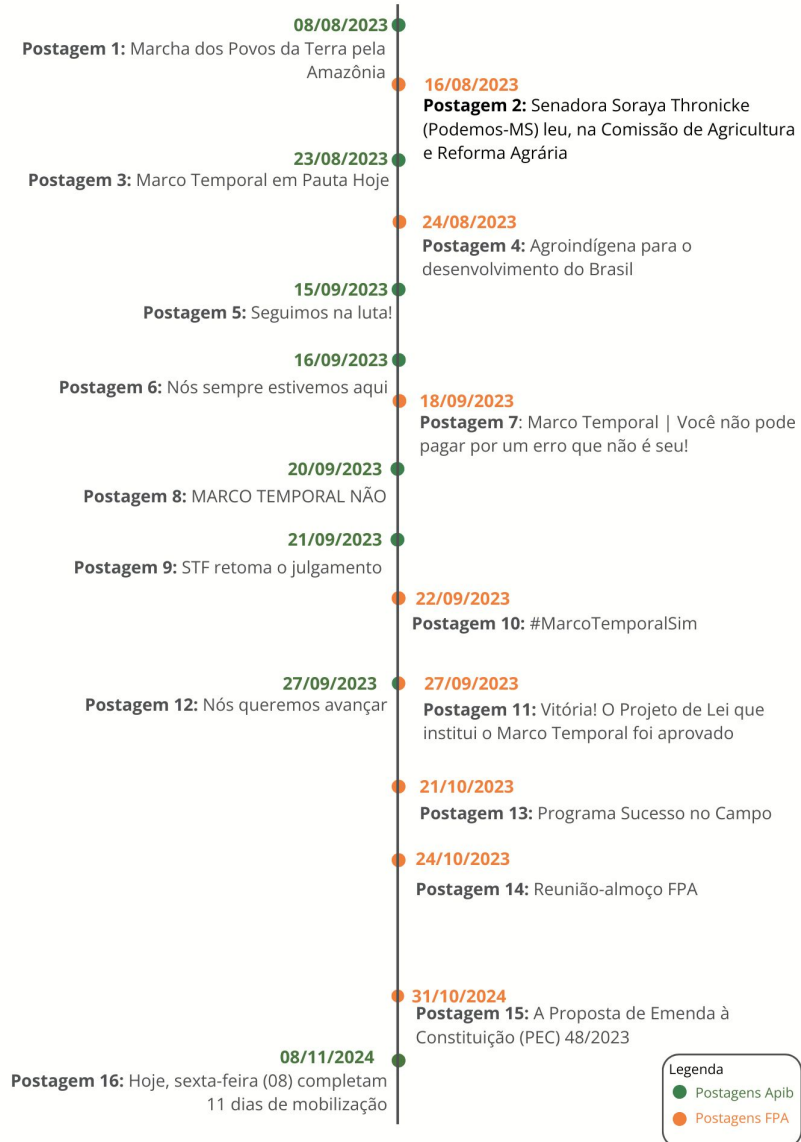 08/08/2023
Postagem 1: Marcha dos Povos da Terra pela
Amazônia
16/08/2023
Postagem 2: Senadora Soraya Thronicke
(Podemos-MS) leu, na Comissão de Agricultura
e Reforma Agrária
23/08/2023
Postagem 3: Marco Temporal em Pauta Hoje
24/08/2023
Postagem 4: Agroindígena para o
desenvolvimento do Brasil
15/09/2023
Postagem 5: Seguimos na luta!
16/09/2023
Postagem 6: Nós sempre estivemos aqui
18/09/2023
Postagem 7: Marco Temporal | Você não pode
pagar por um erro que não é seu!
20/09/2023
Postagem 8: MARCO TEMPORAL NÃO
21/09/2023
Postagem 9: STF retoma o julgamento
22/09/2023
Postagem 10: #MarcoTemporalSim
27/09/2023
Postagem 12: Nós queremos avançar
27/09/2023
Postagem 11: Vitória! O Projeto de Lei que
institui o Marco Temporal foi aprovado
21/10/2023
Postagem 13: Programa Sucesso no Campo
24/10/2023
Postagem 14: Reunião-almoço FPA
31/10/2024
Postagem 15: A Proposta de Emenda à
Constituição (PEC) 48/2023
08/11/2024
Postagem 16: Hoje, sexta-feira (08) completam
11 dias de mobilização
Legenda
Postagens Apib
Postagens FPA